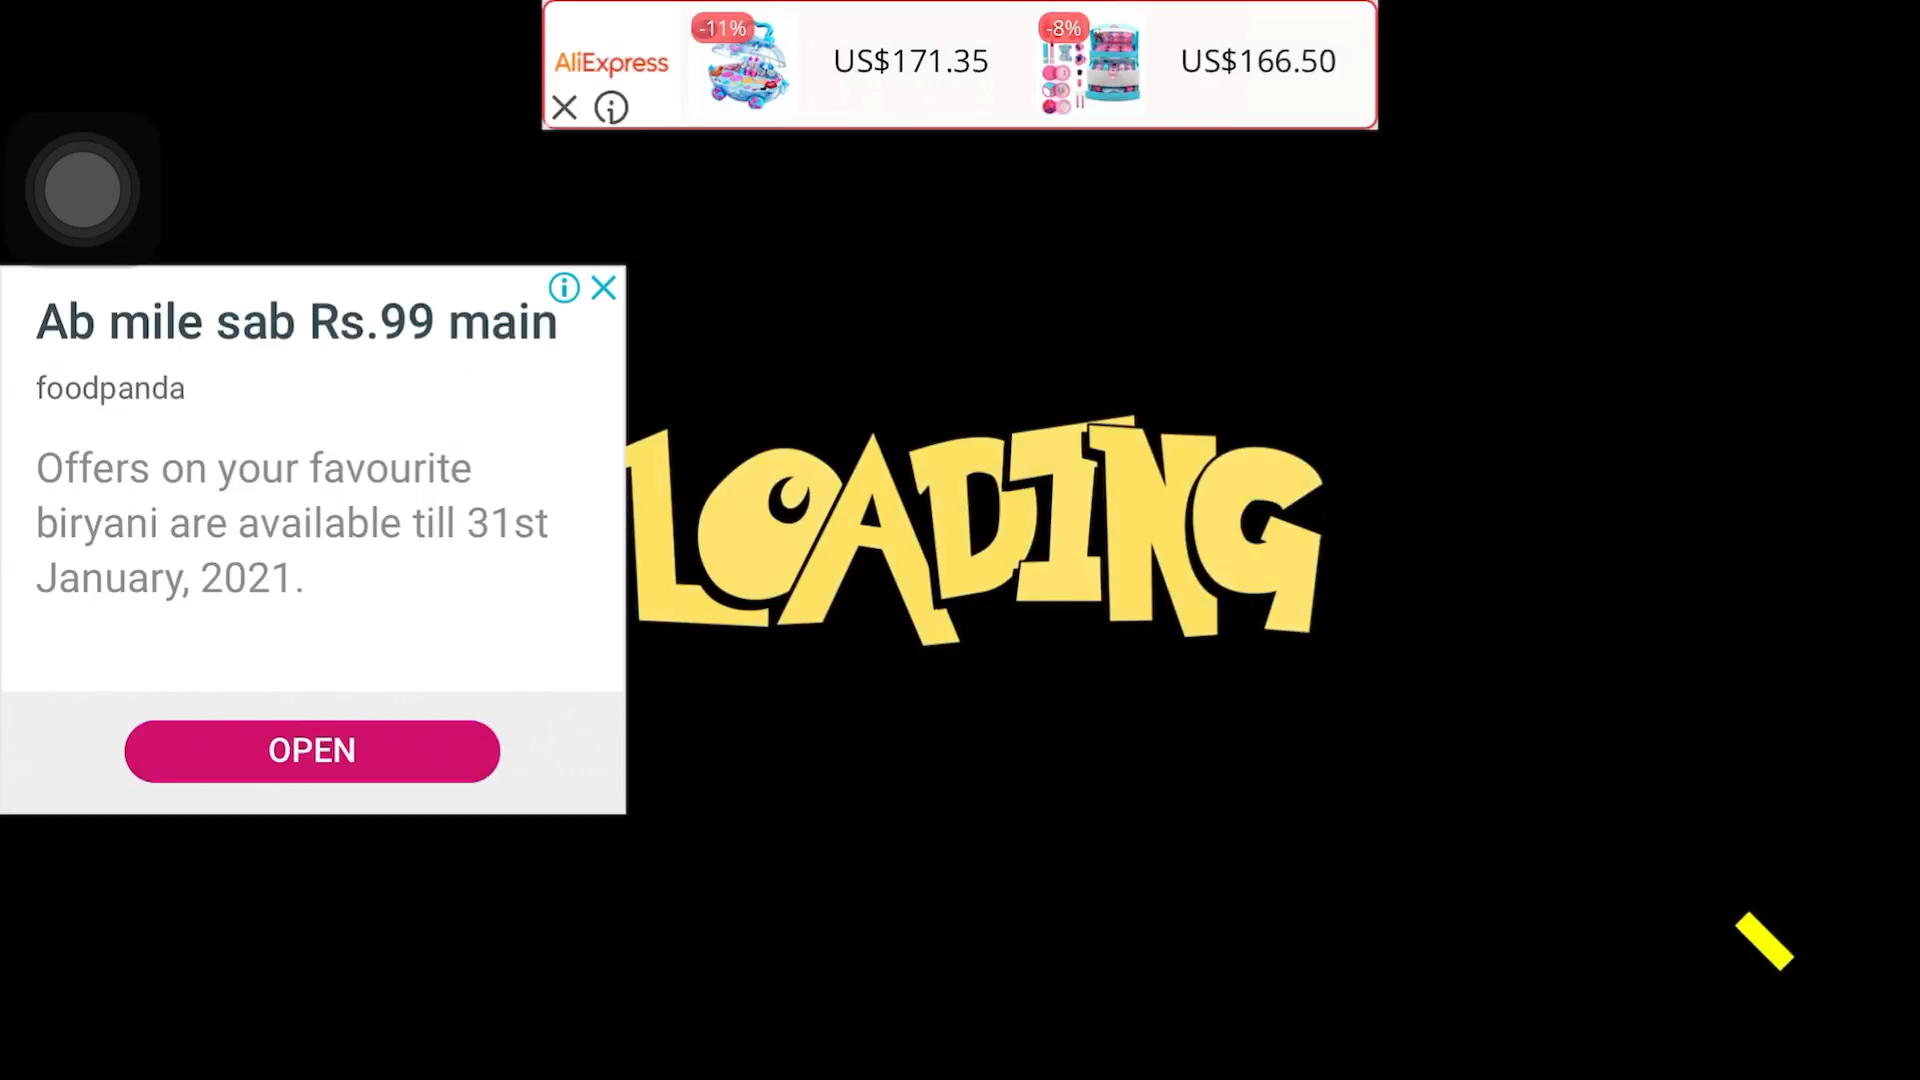 -11%
-8%
AliExpress
US$171.35
US$166.50
Ab mile sab Rs.99 main
foodpanda
Offers on your favourite
biryani are available till 31st
January, 2021.
OPEN
LOADING